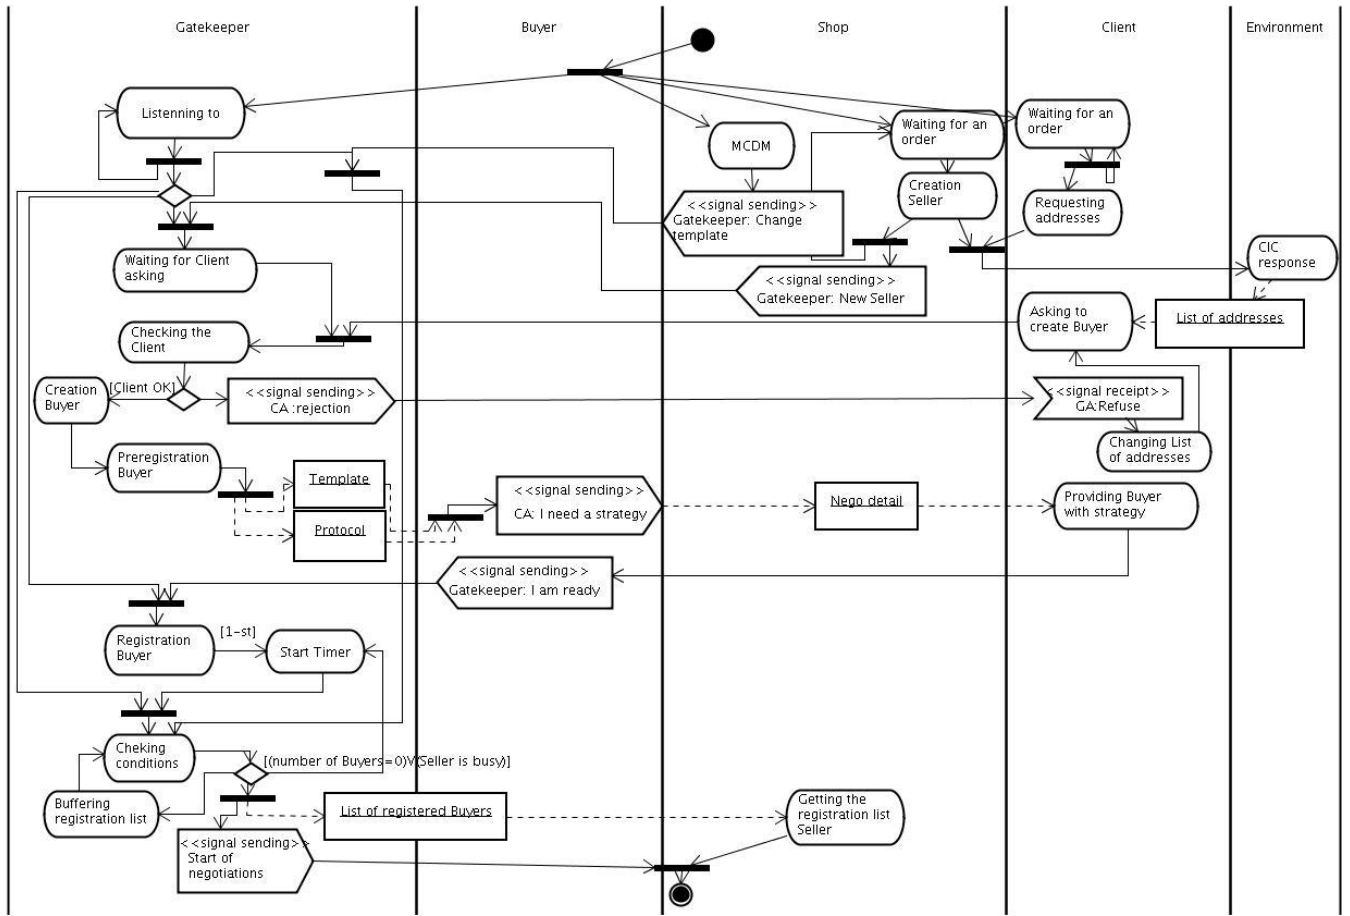 Gatekeeper
Buyer
Shop
Client
Environment
Listenning to
MCDM
Waiting for an
order
Waiting for an
order
Creation
Seller
Requesting
addresses
<<signal sending>>
Gatekeeper: Change
template
Waiting for Client
asking
CIC
response
<<signal sending>>
Gatekeeper: New Seller
Checking the
Client
Asking to
create Buyer
List of addresses
Creation
Buyer
[Client OK]
<<signal sending>>
CA :rejection
<<signal receipt>>
GA:Refuse
Changing List
of addresses
Preregistration
Buyer
Template
Protocol
<<signal sending>>
CA: I need a strategy
Nego detail
Providing Buyer
with strategy
<<signal sending>>
Gatekeeper: I am ready
Registration
Buyer
[1-st]
Start Timer
Cheking
conditions
[(number of Buyers=0)V(Seller is busy)]
Buffering
registration list
List of registered Buyers
Getting the
registration list
Seller
<<signal sending>>
Start of
negotiations